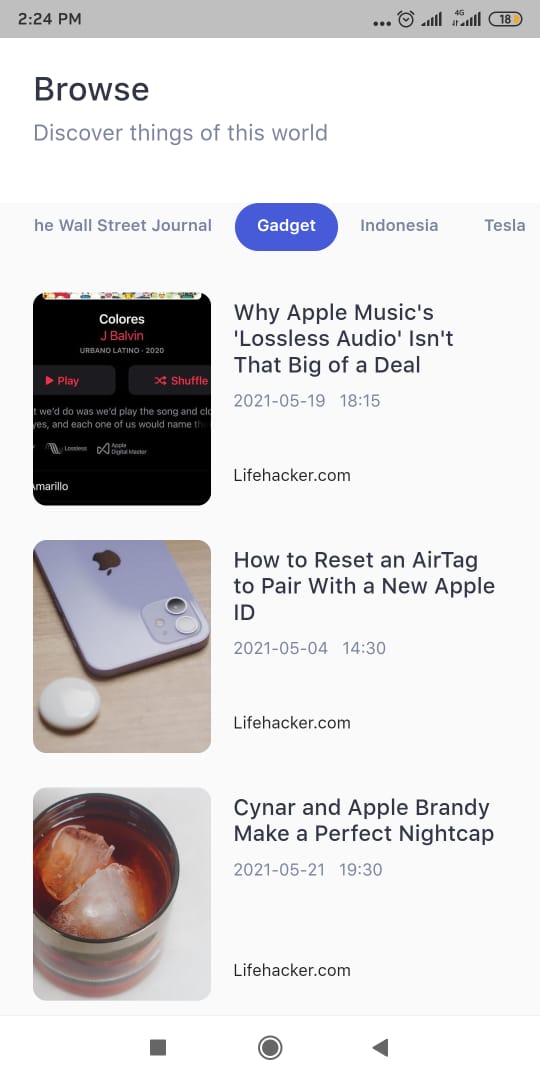 2:24 PM
4G
18
Browse
Discover things of this world
he Wall Street Journal
Gadget
Indonesia
Tesla
Colores
J Balvin
URBANO LATINO · 2020
Play
Shuffle
t we'd do was we'd play the song and clo
yes, and each one of us would name the
Lossless
Apple
Digital Master
Amarillo
Why Apple Music's
'Lossless Audio' Isn't
That Big of a Deal
2021-05-19 18:15
Lifehacker.com
How to Reset an AirTag
to Pair With a New Apple
ID
2021-05-04 14:30
Lifehacker.com
Cynar and Apple Brandy
Make a Perfect Nightcap
2021-05-21 19:30
Lifehacker.com